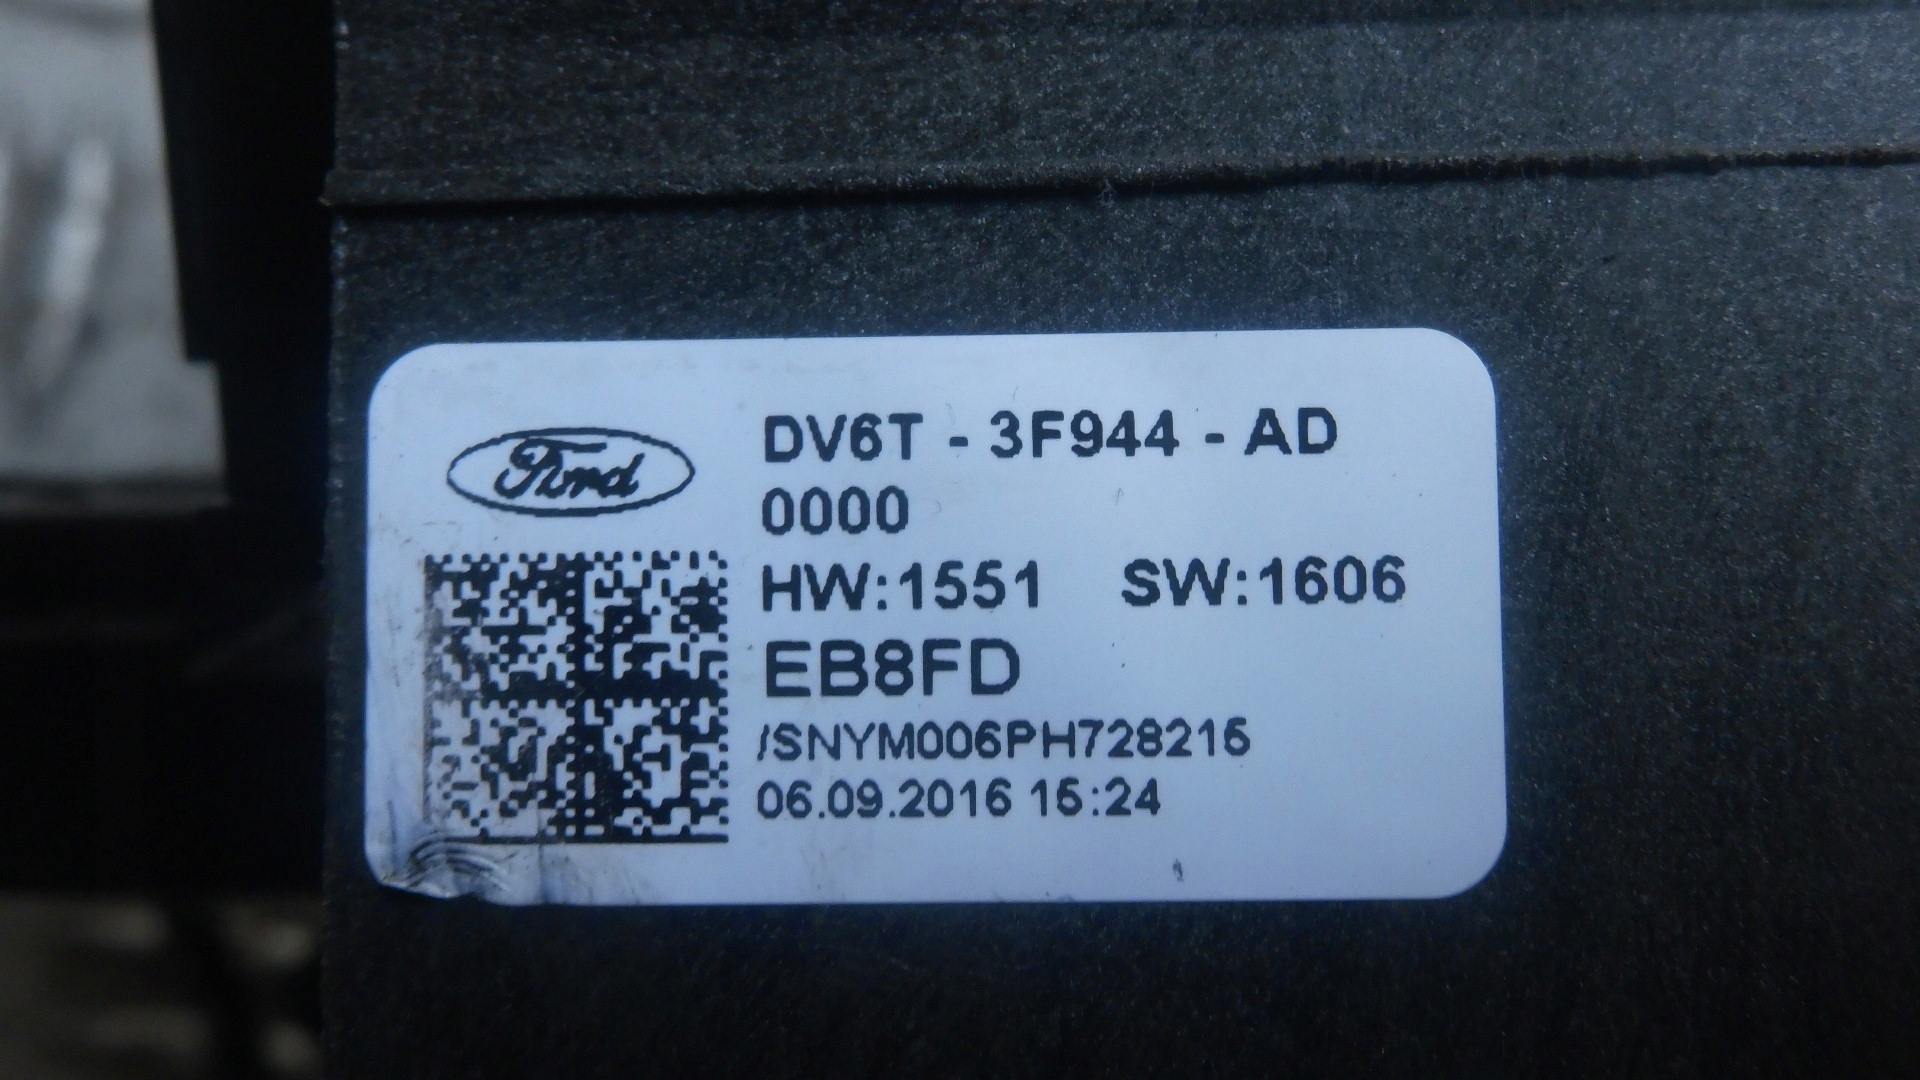 Ford
DV6T - 3F944 - AD
0000
HW:1551 SW:1606
EB8FD
/SNYM006PH728215
06.09.2016 15:24